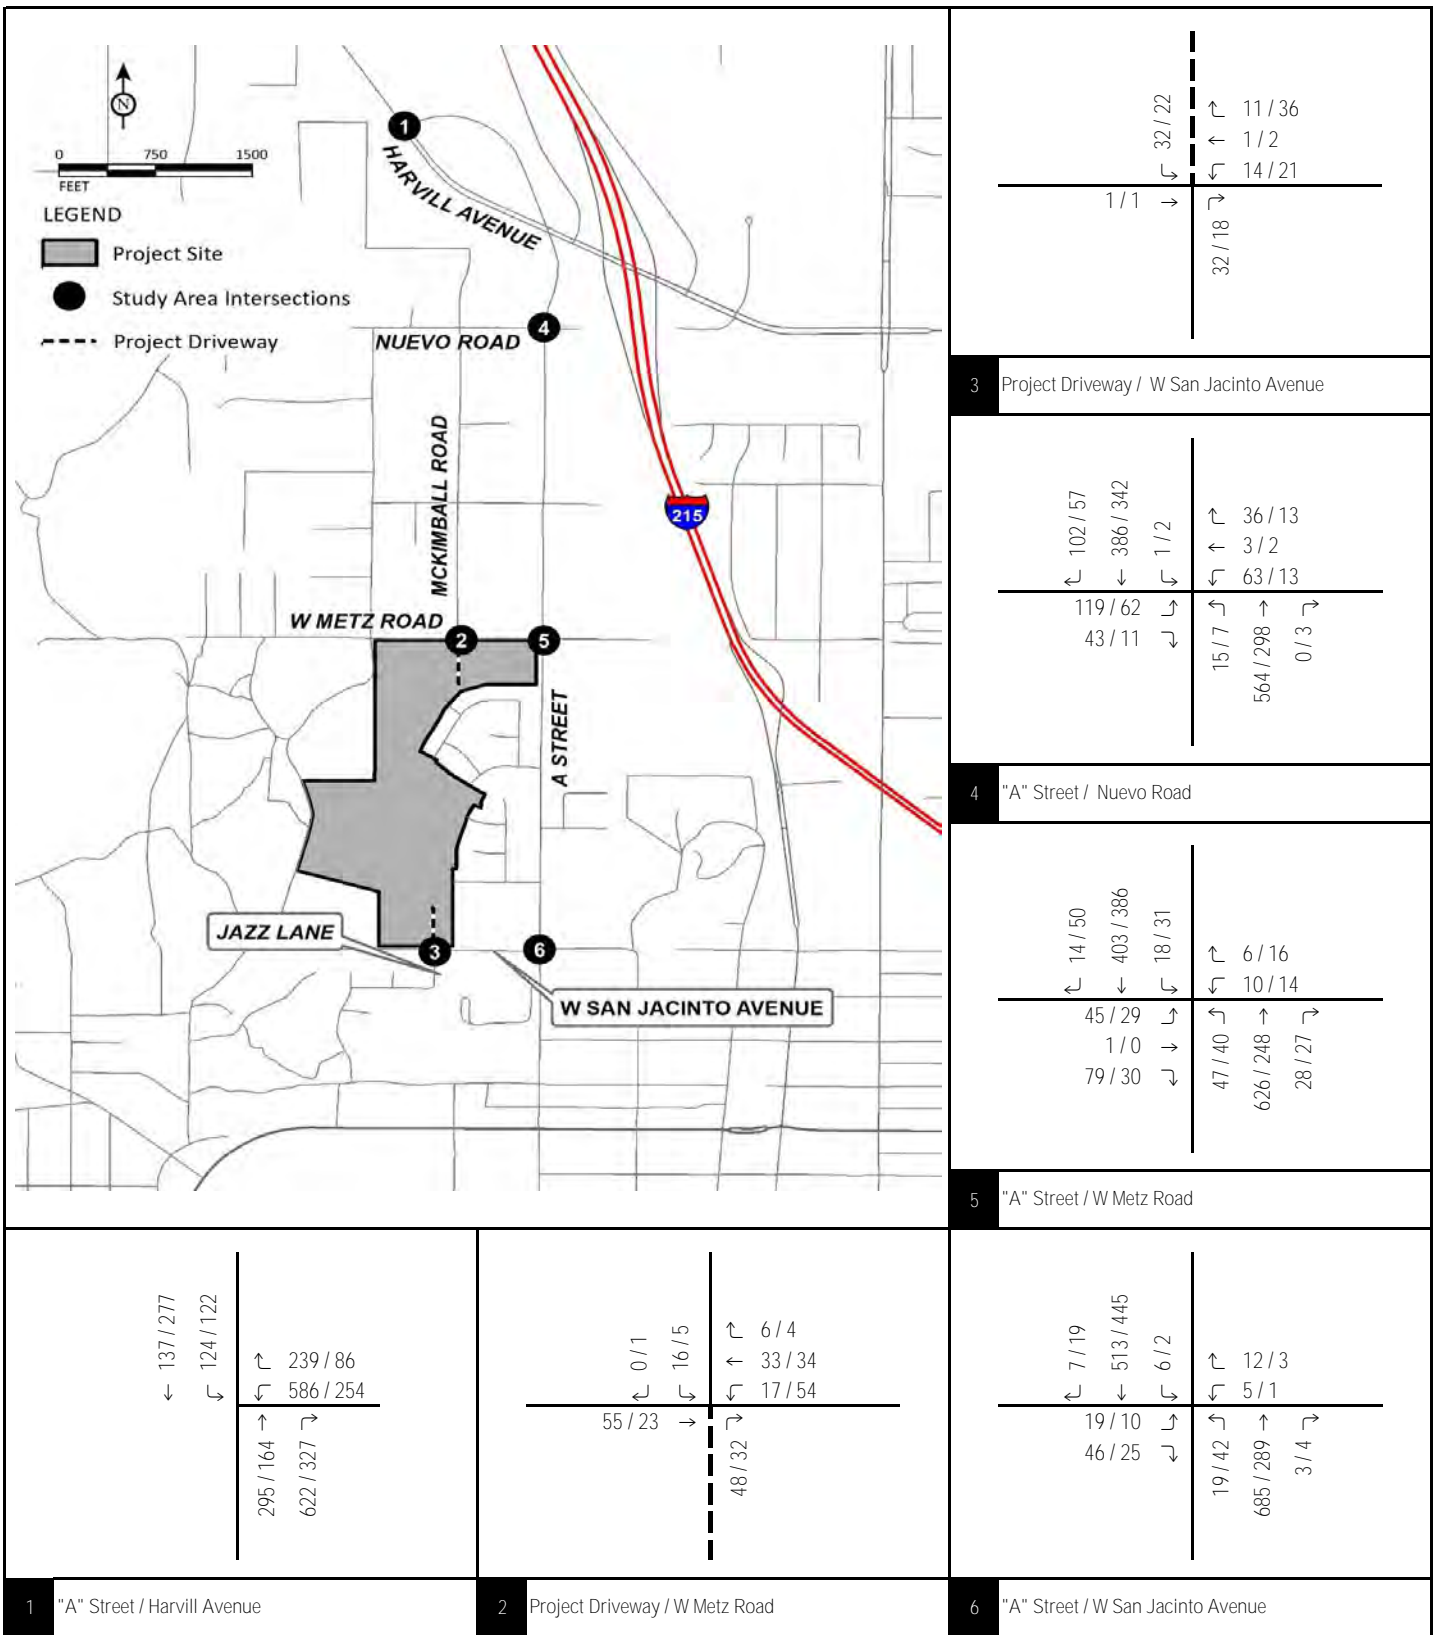 N
0 750 1500
FEET
LEGEND
Project Site
Study Area Intersections
Project Driveway
1
HARVILL AVENUE
4
NUEVO ROAD
MCKIMBALL ROAD
215
W METZ ROAD
2
5
A STREET
JAZZ LANE
3
6
W SAN JACINTO AVENUE
32 / 22
11 / 36
1 / 2
14 / 21
1 / 1
32 / 18
3 Project Driveway / W San Jacinto Avenue
102 / 57
386 / 342
1 / 2
36 / 13
3 / 2
63 / 13
119 / 62
43 / 11
15 / 7
564 / 298
0 / 3
4 "A" Street / Nuevo Road
14 / 50
403 / 386
18 / 31
6 / 16
10 / 14
45 / 29
1 / 0
79 / 30
47 / 40
626 / 248
28 / 27
5 "A" Street / W Metz Road
137 / 277
124 / 122
239 / 86
586 / 254
295 / 164
622 / 327
1 "A" Street / Harvill Avenue
0 / 1
16 / 5
6 / 4
33 / 34
17 / 54
55 / 23
48 / 32
2 Project Driveway / W Metz Road
7 / 19
513 / 445
6 / 2
12 / 3
5 / 1
19 / 10
46 / 25
19 / 42
685 / 289
3 / 4
6 "A" Street / W San Jacinto Avenue